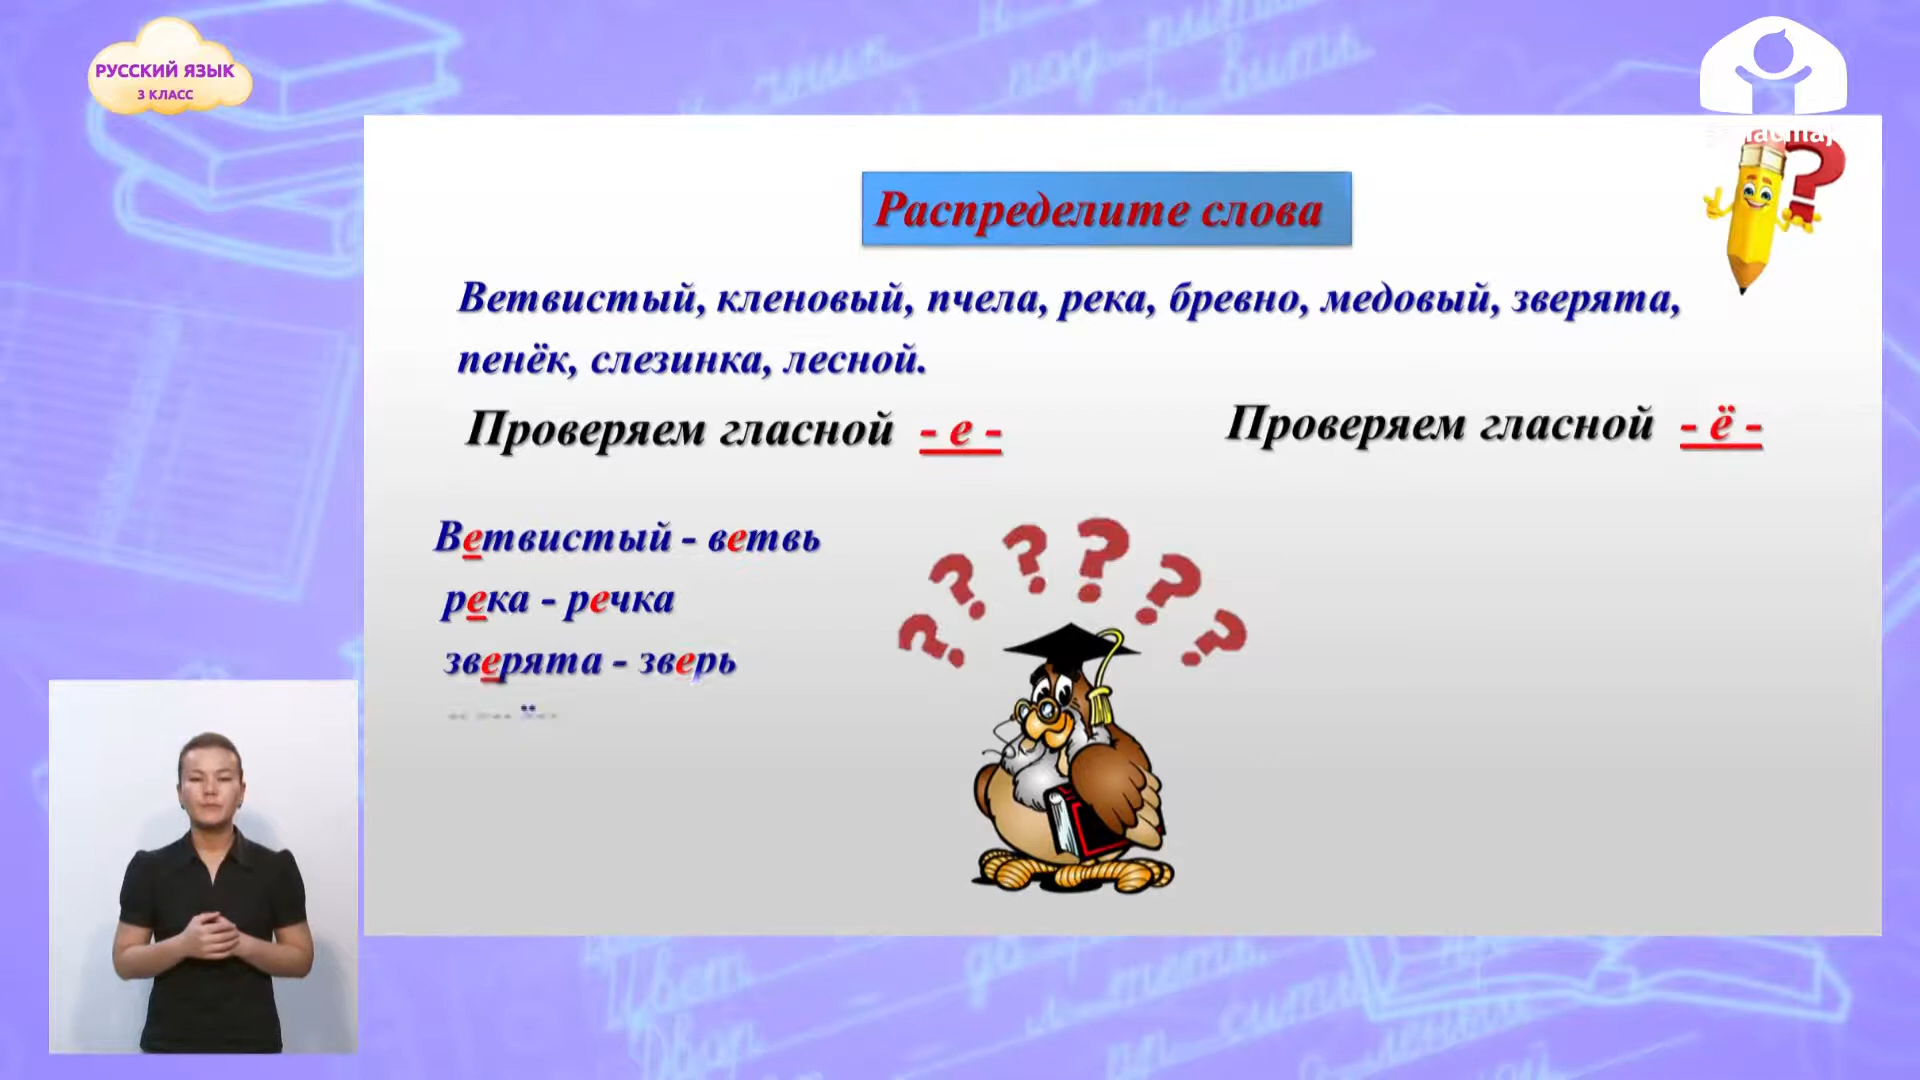 РУССКИЙ ЯЗЫК
3 КЛАСС
Распределите слова
Ветвистый, кленовый, пчела, река, бревно, медовый, зверята,
пенёк, слезинка, лесной.
Проверяем гласной - е -
Проверяем гласной - ё -
Ветвистый - ветвь
река - речка
зверята - зверь